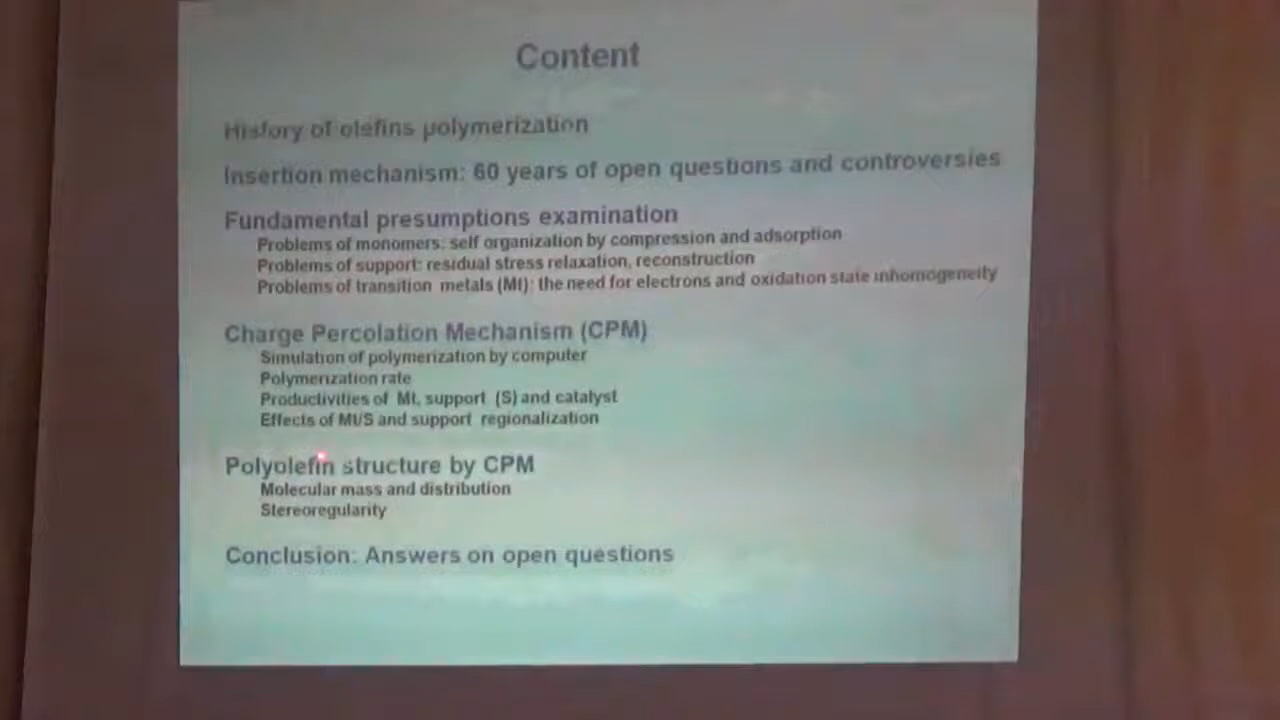 Content
History of olefins polymerization
Insertion mechanism: 60 years of open questions and controversies
Fundamental presumptions examination
Problems of monomers: self organization by compression and adsorption
Problems of support: residual stress relaxation, reconstruction
Problems of transition metals (Mt): the need for electrons and oxidation state inhomogeneity
Charge Percolation Mechanism (CPM)
Simulation of polymerization by computer
Polymerization rate
Productivities of Mt, support (S) and catalyst
Effects of Mt/S and support regionalization
Polyolefin structure by CPM
Molecular mass and distribution
Stereoregularity
Conclusion: Answers on open questions